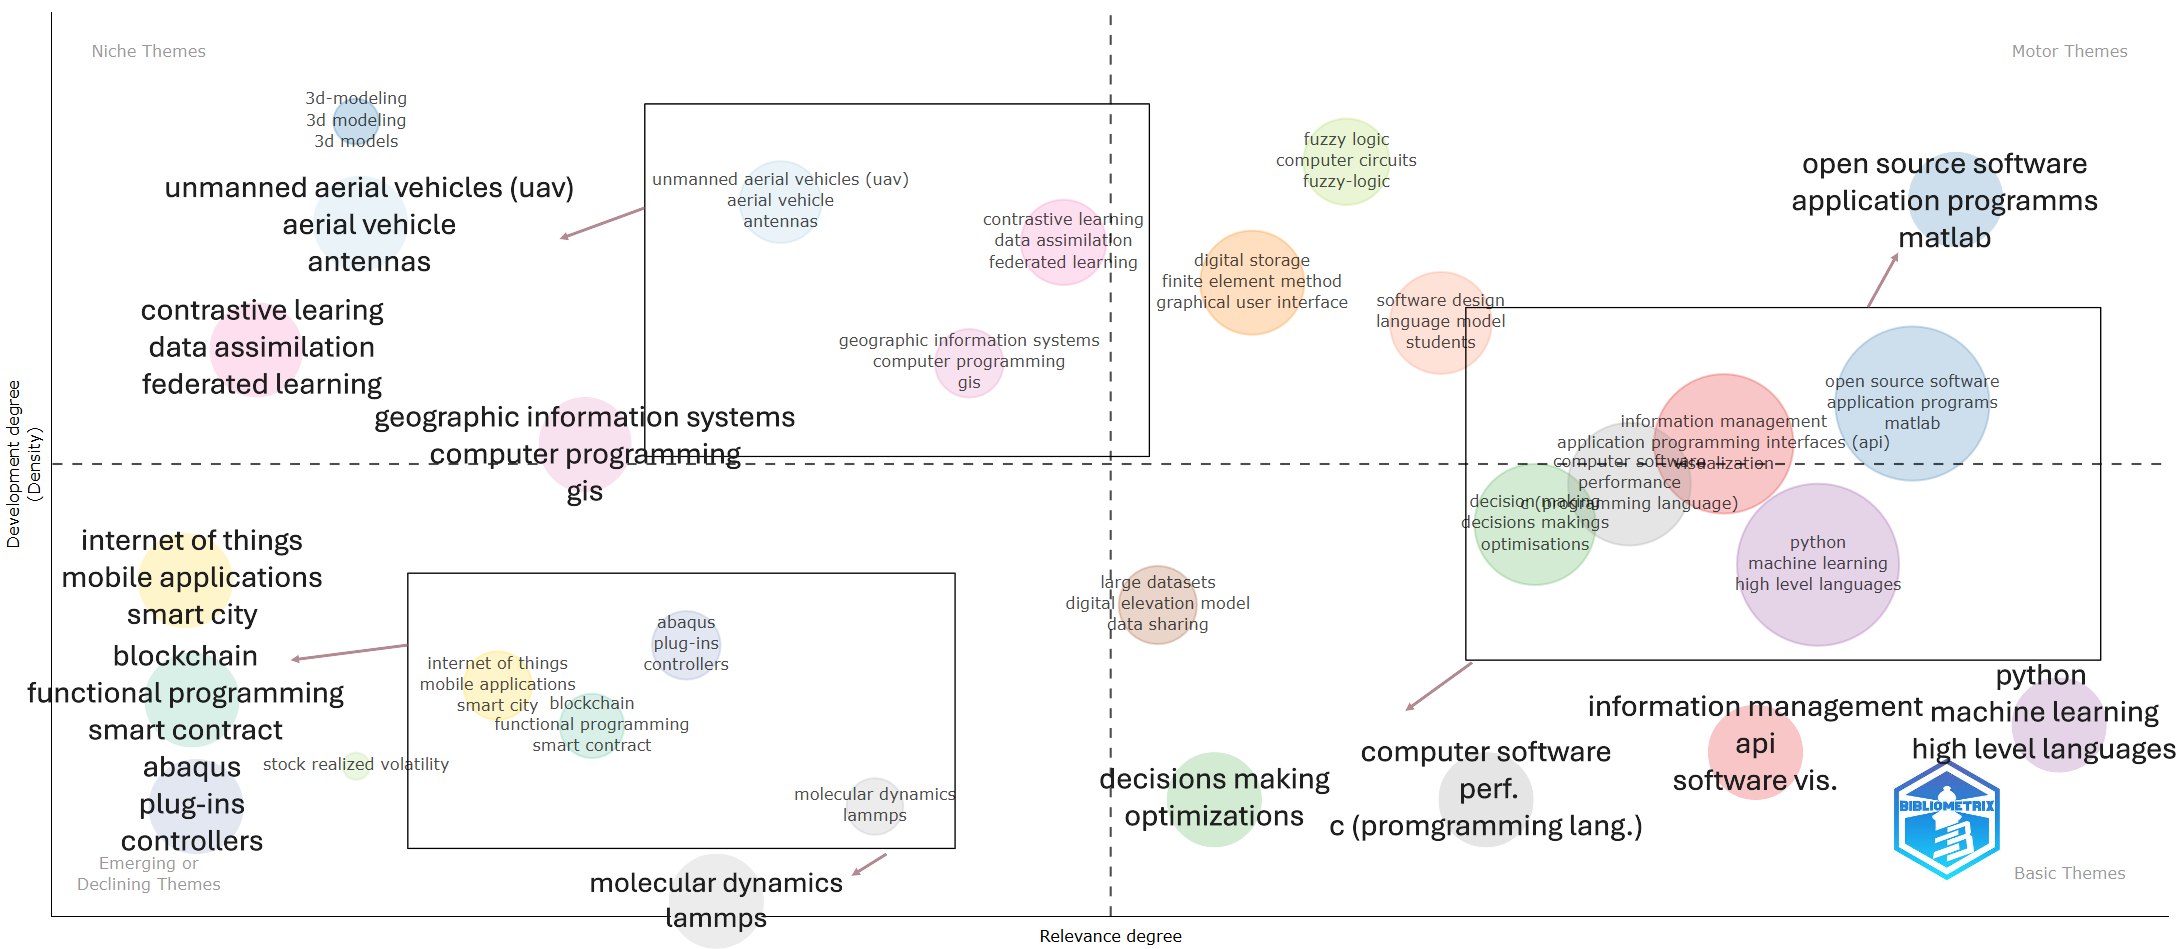 Niche Themes
Motor Themes
3d-modeling
3d modeling
3d models
unmanned aerial vehicles (uav)
aerial vehicle
antennas
contrastive learing
data assimilation
federated learning
geographic information systems
computer programming
gis
unmanned aerial vehicles (uav)
aerial vehicle
antennas
contrastive learning
data assimilation
federated learning
geographic information systems
computer programming
gis
fuzzy logic
computer circuits
fuzzy-logic
digital storage
finite element method
graphical user interface
software design
language model
students
open source software
application programms
matlab
open source software
application programs
matlab
information management
application programming interfaces (api)
visualization
computer software
performance
c (programming language)
decision making
decisions makings
optimisations
python
machine learning
high level languages
Development degree
(Density)
internet of things
mobile applications
smart city
blockchain
functional programming
smart contract
abaqus
plug-ins
controllers
abaqus
plug-ins
controllers
internet of things
mobile applications
smart city
blockchain
functional programming
smart contract
stock realized volatility
molecular dynamics
lammps
large datasets
digital elevation model
data sharing
decisions making
optimizations
computer software
perf.
c (promgramming lang.)
information management
api
software vis.
python
machine learning
high level languages
BIBLIOMETRIX
Emerging or
Declining Themes
Basic Themes
molecular dynamics
lammps
Relevance degree